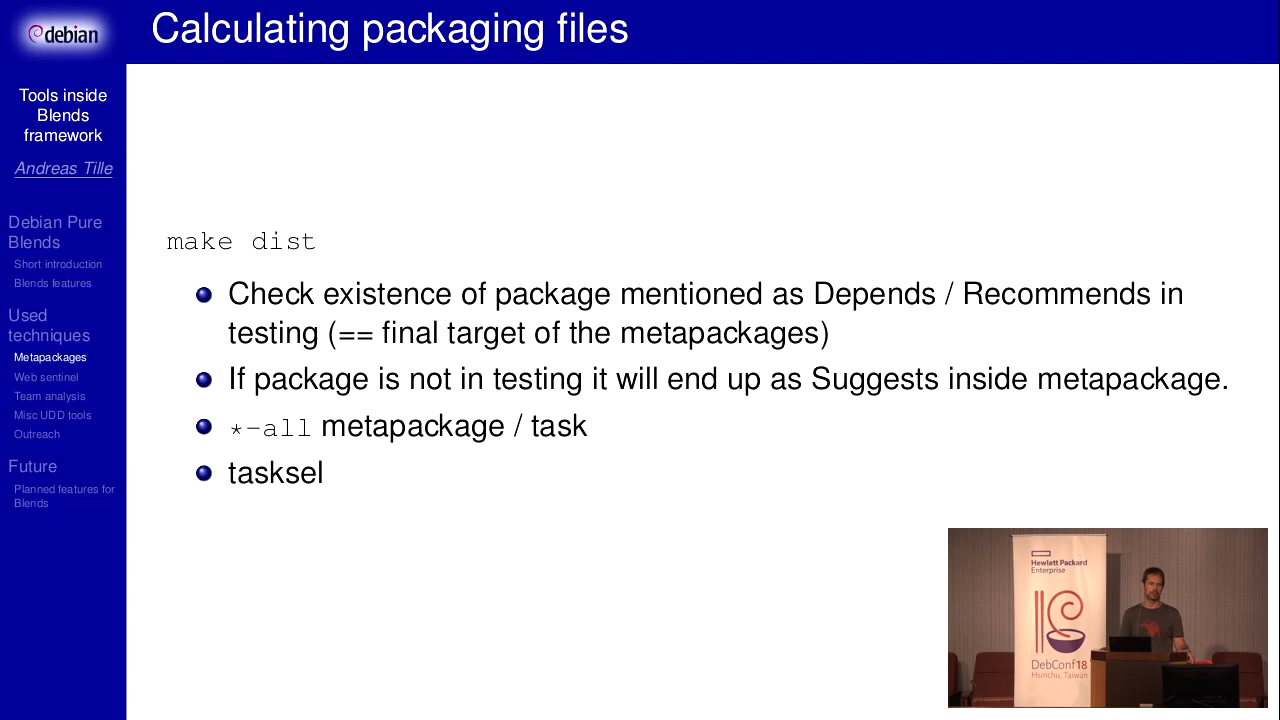 debian
Calculating packaging files
Tools inside
Blends
framework
Andreas Tille
Debian Pure
Blends
Short introduction
Blends features
Used
techniques
Metapackages
Web sentinel
Team analysis
Misc UDD tools
Outreach
Future
Planned features for
Blends
make dist
Check existence of package mentioned as Depends / Recommends in
testing (== final target of the metapackages)
If package is not in testing it will end up as Suggests inside metapackage.
*-all metapackage / task
tasksel
Hewlett Packard
Enterprise
DebConf18
Hsinchu, Taiwan